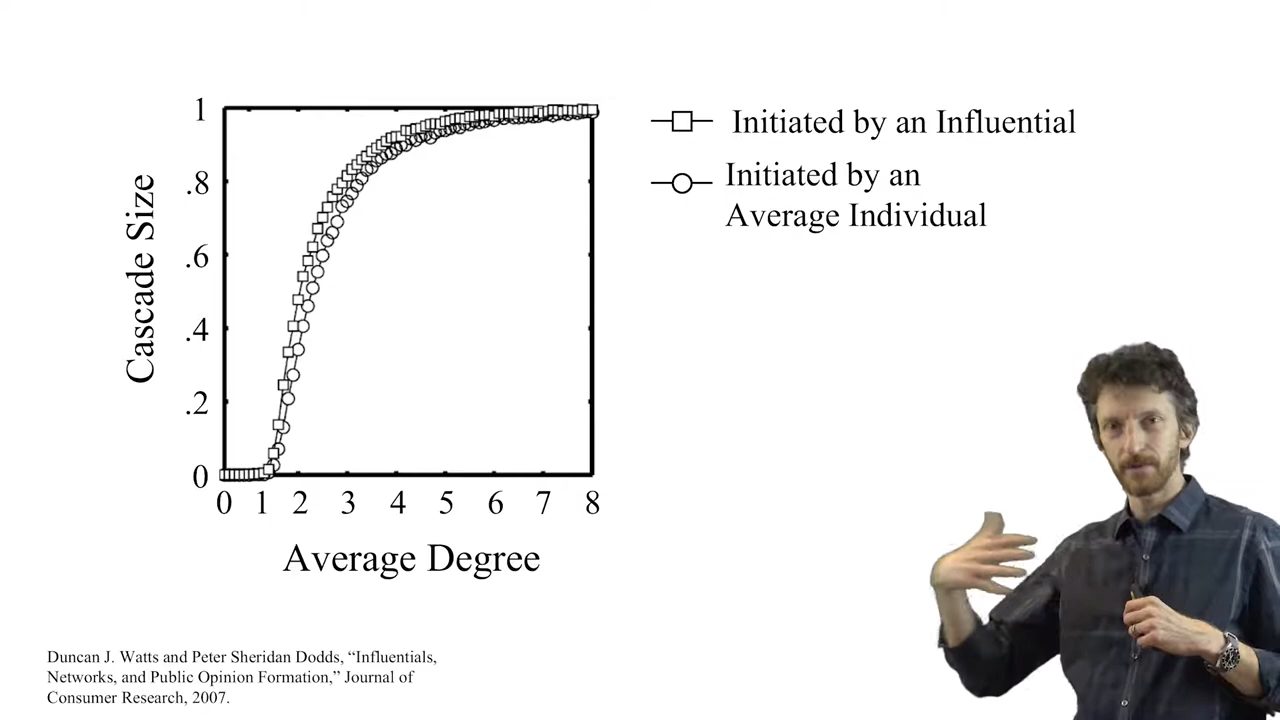 1
.8
.6
.4
.2
0
Cascade Size
0 1 2 3 4 5 6 7 8
Average Degree
Initiated by an Influential
Initiated by an
Average Individual
Duncan J. Watts and Peter Sheridan Dodds, “Influentials,
Networks, and Public Opinion Formation,” Journal of
Consumer Research, 2007.